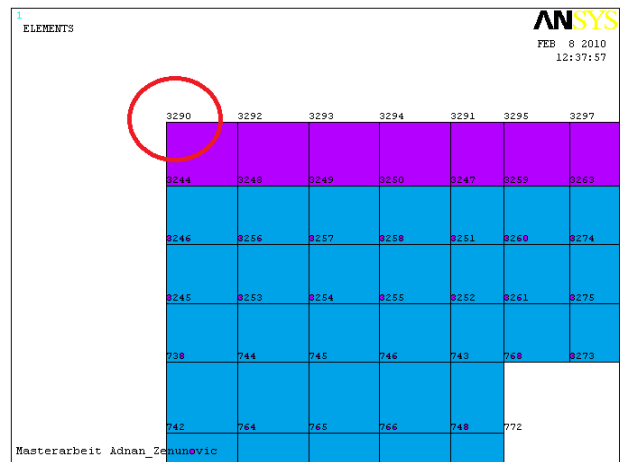 1
ELEMENTS
ANSYS
FEB 8 2010
12:37:57
3290 3292 3293 3294 3291 3295 3297
3244 3248 3249 3250 3247 3259 3263
3246 3256 3257 3258 3251 3260 3274
3245 3253 3254 3255 3252 3261 3275
738 744 745 746 743 768 3273
742 764 765 766 748 772
Masterarbeit Adnan_Zenunovic